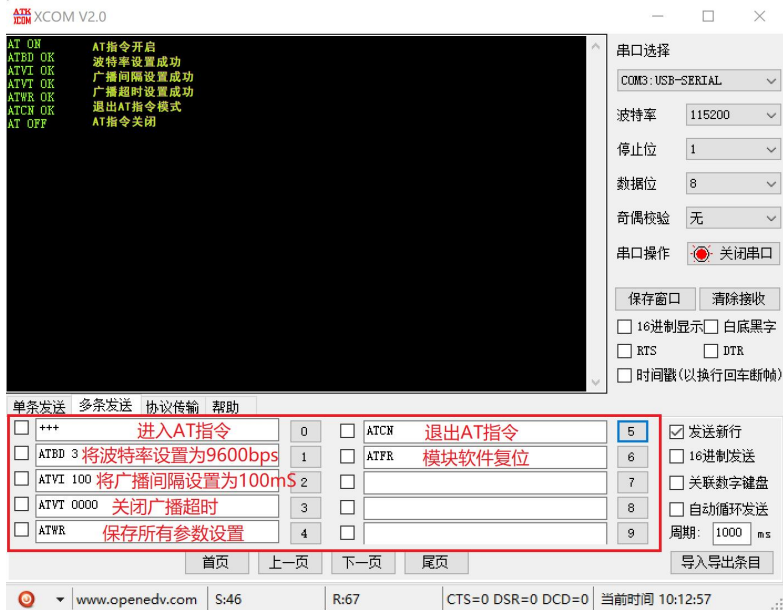 ATK XCOM XCOM V2.0
AT ON AT指令开启
ATBD OK 波特率设置成功
ATVI OK 广播间隔设置成功
ATVT OK 广播超时设置成功
ATWR OK 退出AT指令模式
ATCN OK AT指令关闭
AT OFF
串口选择
COM3:USB-SERIAL
波特率 115200
停止位 1
数据位 8
奇偶校验 无
串口操作 关闭串口
保存窗口 清除接收
16进制显示 白底黑字
RTS DTR
时间戳(以换行回车断帧)
单条发送 多条发送 协议传输 帮助
+++ 进入AT指令 0 ATCN 退出AT指令 5
ATBD 3 将波特率设置为9600bps 1 ATFR 模块软件复位 6
ATVI 100 将广播间隔设置为100mS 2 7
ATVT 0000 关闭广播超时 3 8
ATWR 保存所有参数设置 4 9
发送新行
16进制发送
关联数字键盘
自动循环发送
周期: 1000 ms
首页 上一页 下一页 尾页 导入导出条目
www.openedv.com S:46 R:67 CTS=0 DSR=0 DCD=0 当前时间 10:12:57